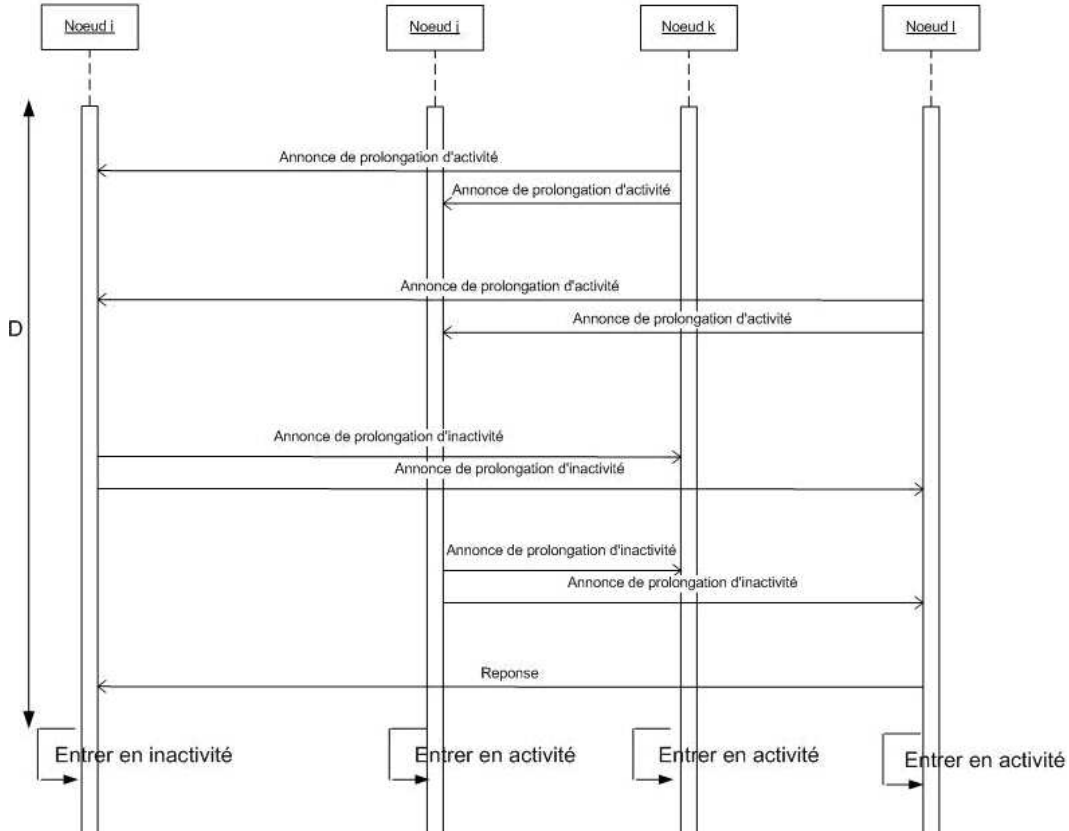 Noeud i
Noeud j
Noeud k
Noeud l
Annonce de prolongation d'activité
Annonce de prolongation d'activité
Annonce de prolongation d'activité
Annonce de prolongation d'activité
D
Annonce de prolongation d'inactivité
Annonce de prolongation d'inactivité
Annonce de prolongation d'inactivité
Annonce de prolongation d'inactivité
Reponse
Entrer en inactivité
Entrer en activité
Entrer en activité
Entrer en activité